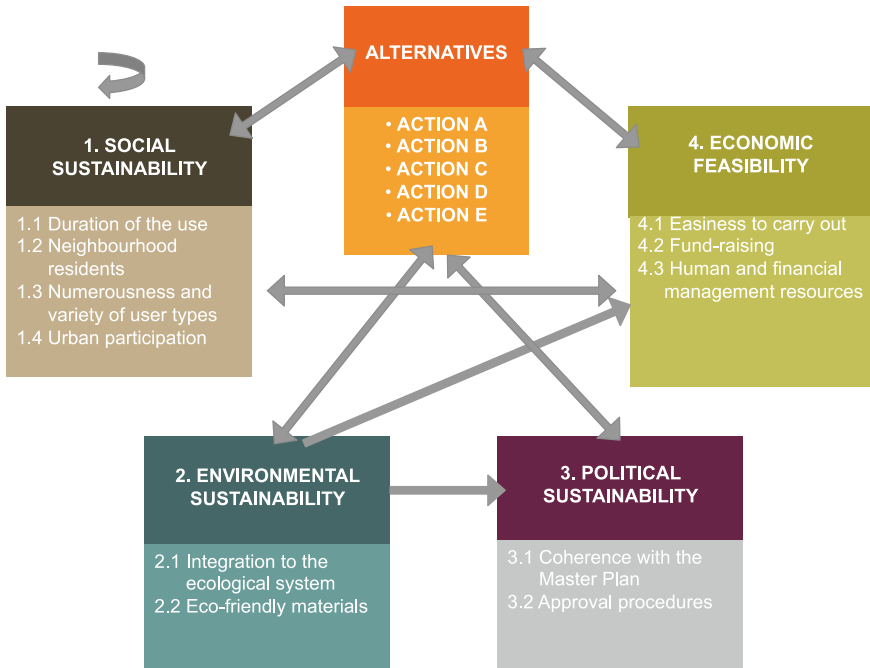 ALTERNATIVES
• ACTION A
• ACTION B
• ACTION C
• ACTION D
• ACTION E
1. SOCIAL
SUSTAINABILITY
1.1 Duration of the use
1.2 Neighbourhood
residents
1.3 Numerousness and
variety of user types
1.4 Urban participation
4. ECONOMIC
FEASIBILITY
4.1 Easiness to carry out
4.2 Fund-raising
4.3 Human and financial
management resources
2. ENVIRONMENTAL
SUSTAINABILITY
2.1 Integration to the
ecological system
2.2 Eco-friendly materials
3. POLITICAL
SUSTAINABILITY
3.1 Coherence with the
Master Plan
3.2 Approval procedures